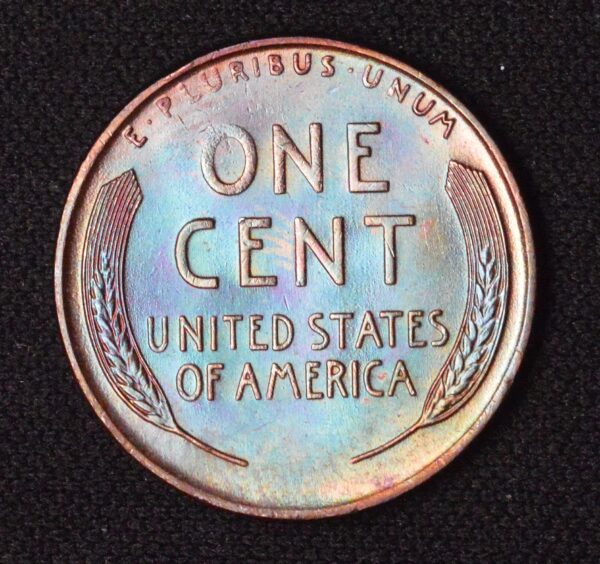 E · PLURIBUS · UNUM
ONE
CENT
UNITED STATES
OF AMERICA